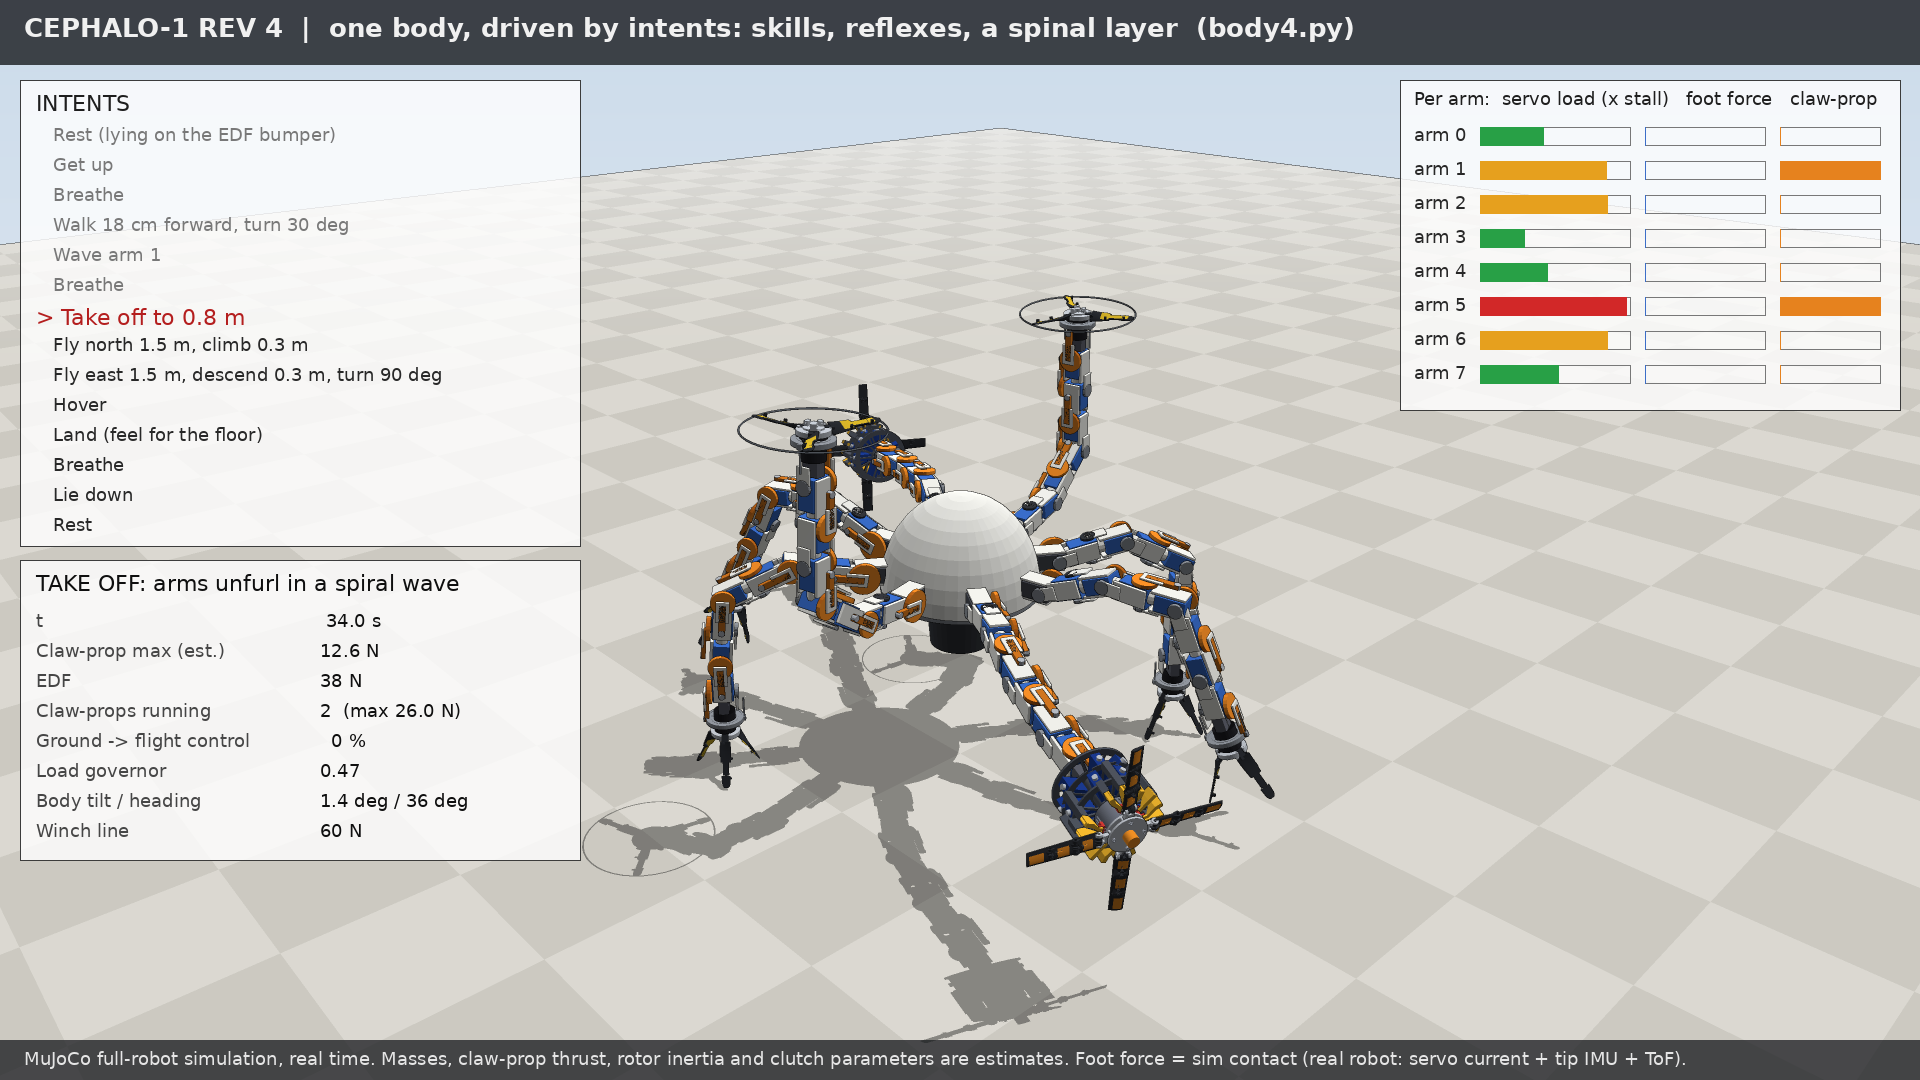 CEPHALO-1 REV 4 | one body, driven by intents: skills, reflexes, a spinal layer (body4.py)
INTENTS
Rest (lying on the EDF bumper)
Get up
Breathe
Walk 18 cm forward, turn 30 deg
Wave arm 1
Breathe
> Take off to 0.8 m
Fly north 1.5 m, climb 0.3 m
Fly east 1.5 m, descend 0.3 m, turn 90 deg
Hover
Land (feel for the floor)
Breathe
Lie down
Rest
TAKE OFF: arms unfurl in a spiral wave
t 34.0 s
Claw-prop max (est.) 12.6 N
EDF 38 N
Claw-props running 2 (max 26.0 N)
Ground -> flight control 0 %
Load governor 0.47
Body tilt / heading 1.4 deg / 36 deg
Winch line 60 N
Per arm: servo load (x stall) foot force claw-prop
arm 0
arm 1
arm 2
arm 3
arm 4
arm 5
arm 6
arm 7
MuJoCo full-robot simulation, real time. Masses, claw-prop thrust, rotor inertia and clutch parameters are estimates. Foot force = sim contact (real robot: servo current + tip IMU + ToF).